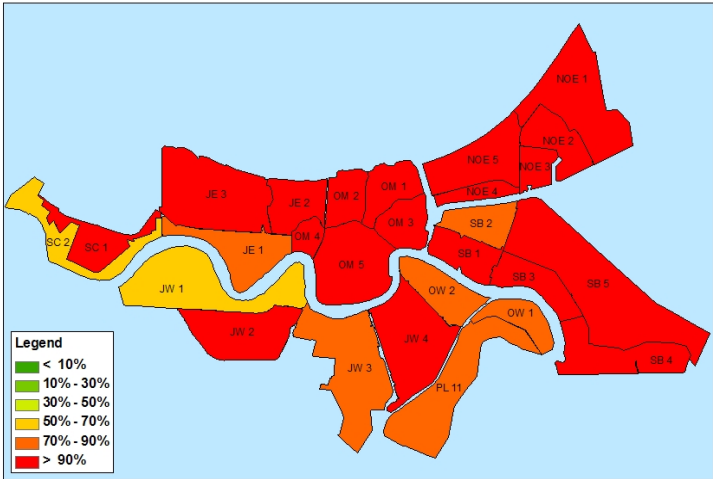 NOE 1
NOE 2
NOE 5
NOE 3
NOE 4
JE 3
JE 2
OM 2
OM 1
OM 3
OM 4
SB 2
SC 2
SC 1
JE 1
SB 1
OM 5
SB 3
SB 5
JW 1
OW 2
OW 1
JW 2
JW 4
SB 4
JW 3
PL 11
Legend
< 10%
10% - 30%
30% - 50%
50% - 70%
70% - 90%
> 90%